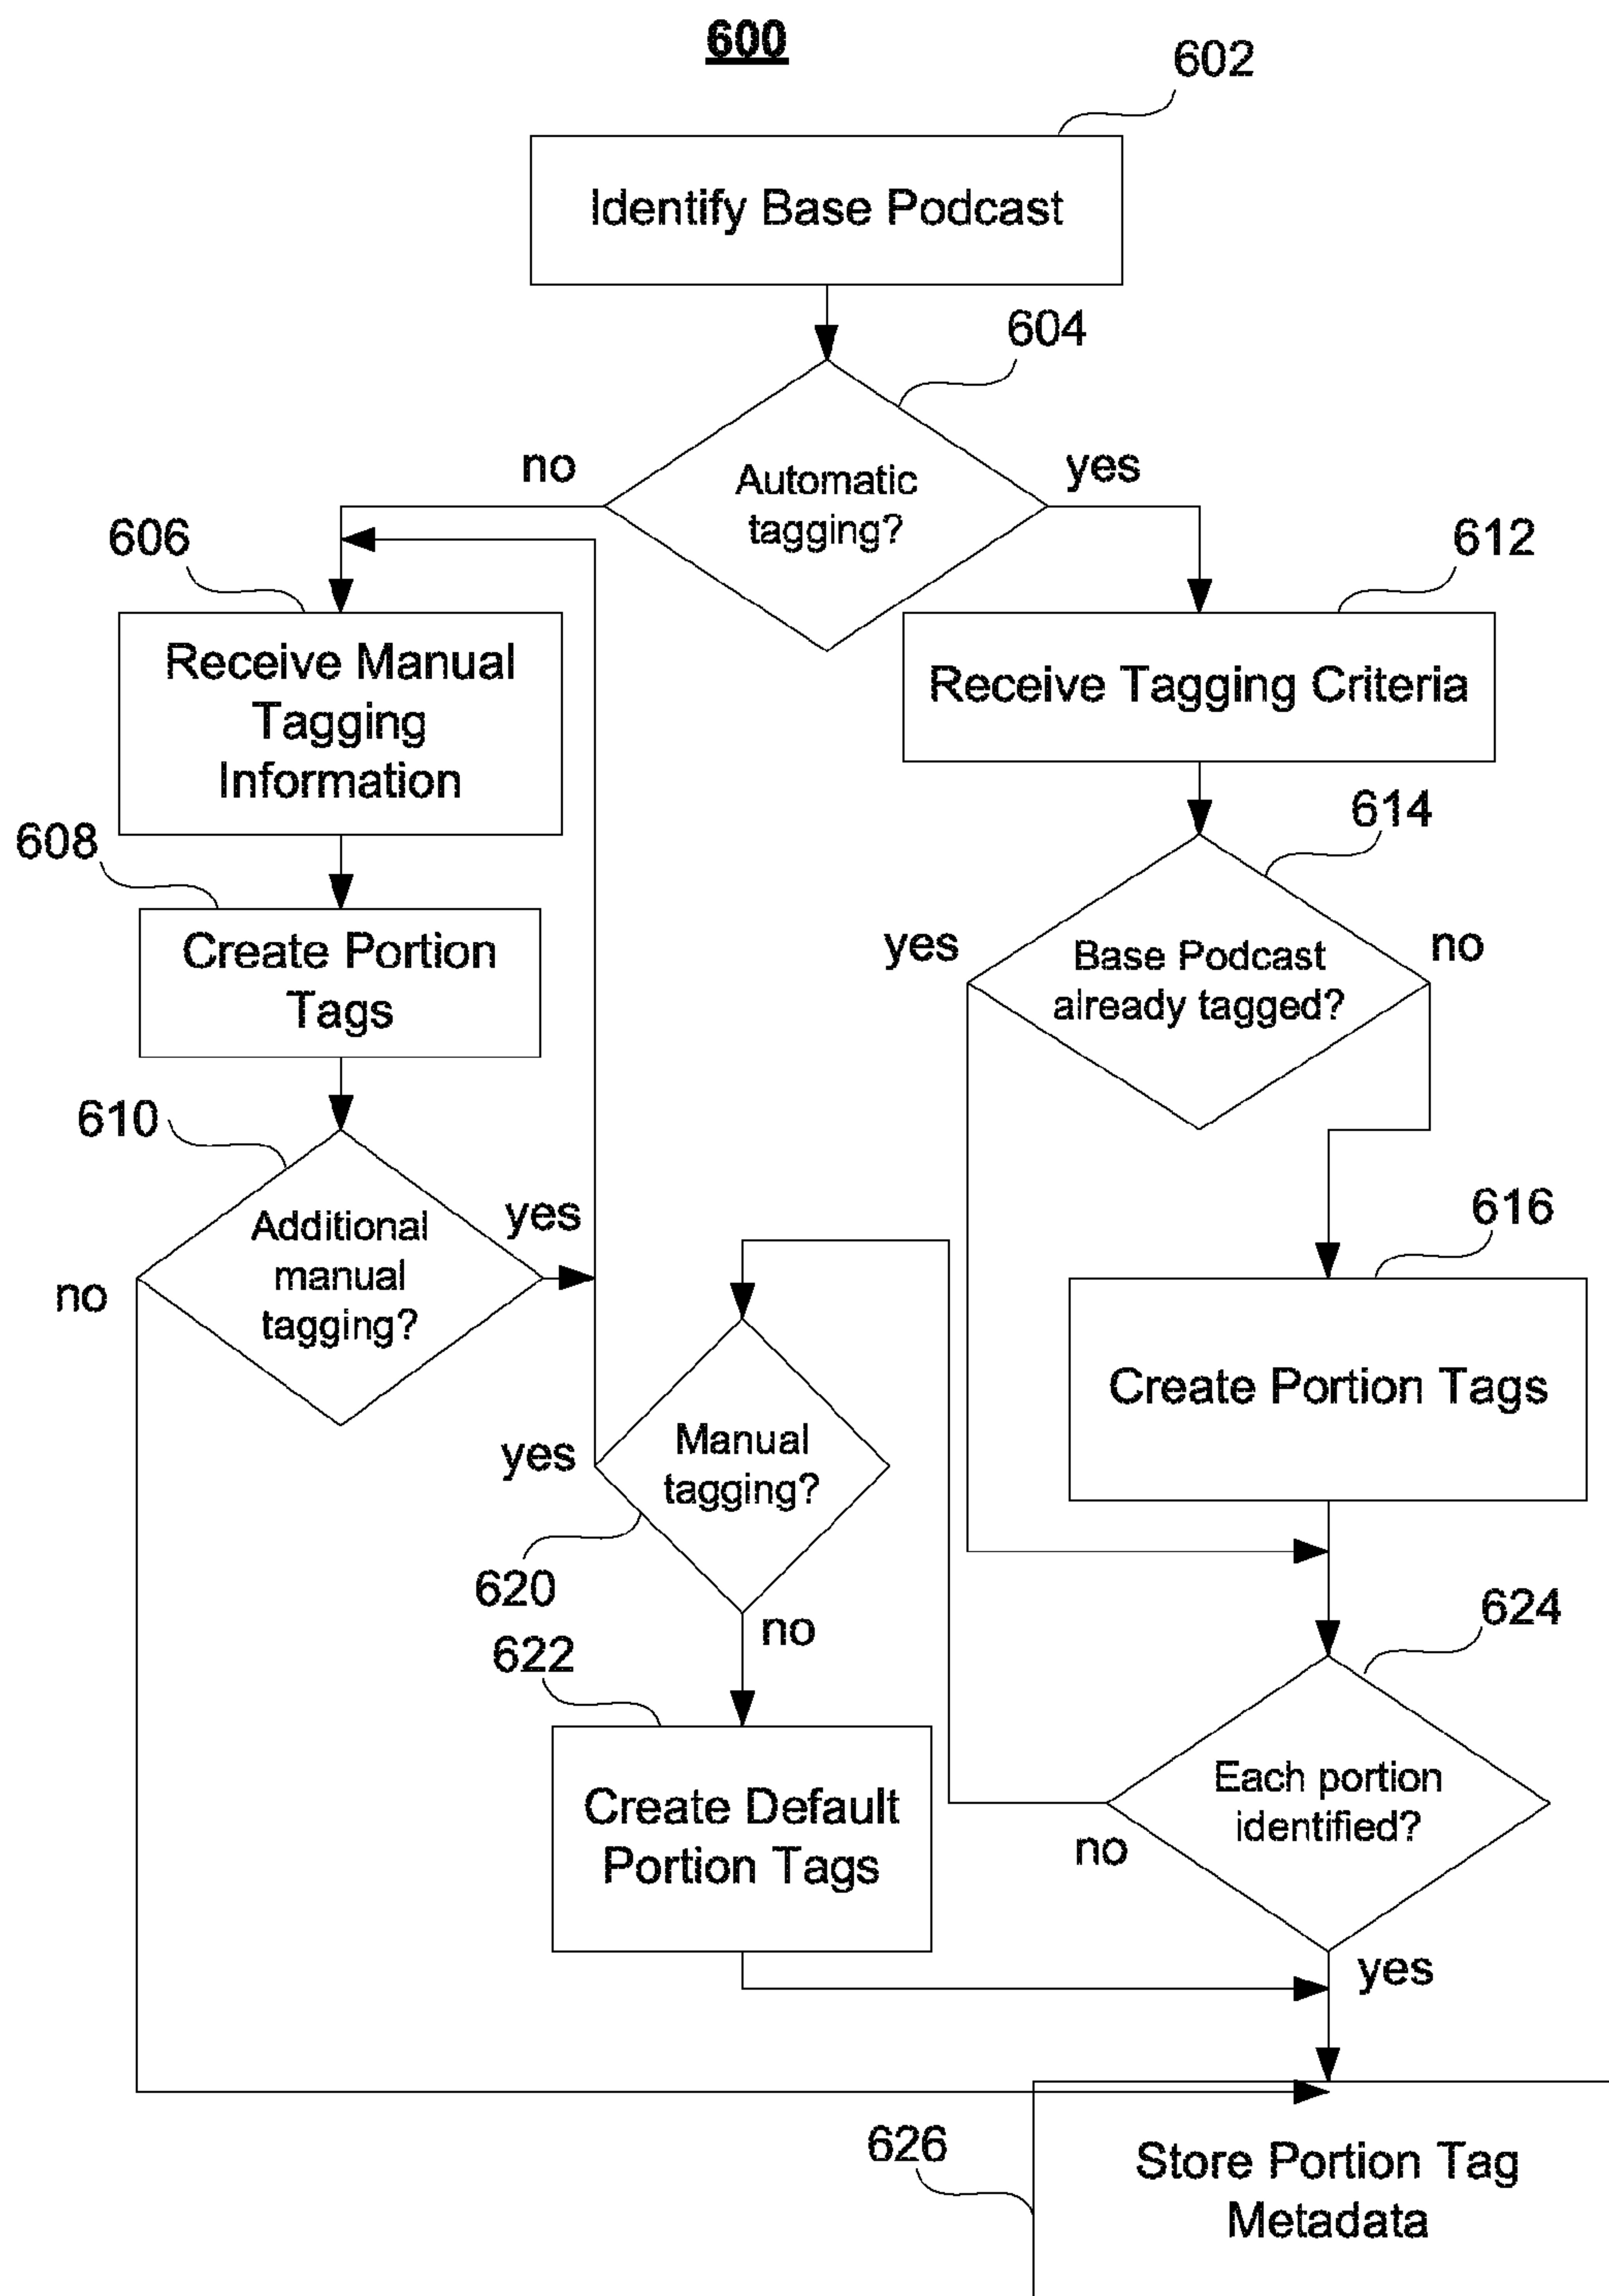 600
602
Identify Base Podcast
604
Automatic
tagging?
no
yes
606
612
Receive Manual
Tagging
Information
Receive Tagging Criteria
614
608
Create Portion
Tags
yes
Base Podcast
already tagged?
no
610
Additional
manual
tagging?
yes
no
616
Create Portion Tags
Manual
tagging?
yes
620
no
624
622
Create Default
Portion Tags
Each portion
identified?
no
yes
626
Store Portion Tag
Metadata